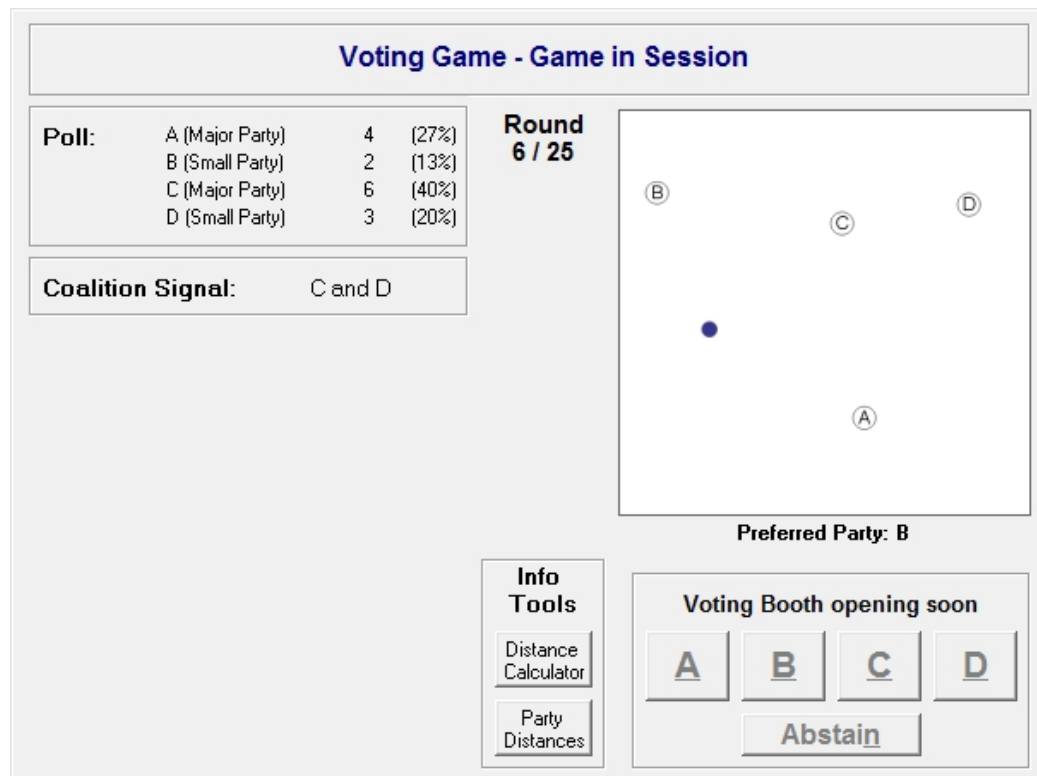 Voting Game - Game in Session
Poll:
A (Major Party) 4 (27%)
B (Small Party) 2 (13%)
C (Major Party) 6 (40%)
D (Small Party) 3 (20%)
Coalition Signal: C and D
Round
6 / 25
B
D
C
A
Preferred Party: B
Info
Tools
Distance
Calculator
Party
Distances
Voting Booth opening soon
A B C D
Abstain